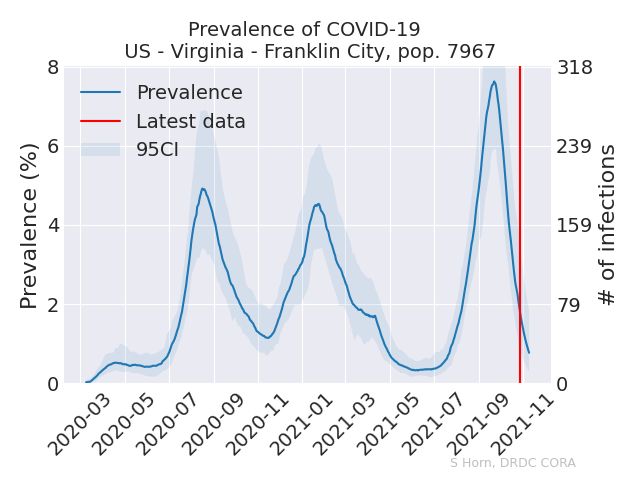 Prevalence of COVID-19
US - Virginia - Franklin City, pop. 7967
Prevalence (%)
8
6
4
2
0
Prevalence
Latest data
95CI
318
239
159
79
0
# of infections
2020-03
2020-05
2020-07
2020-09
2020-11
2021-01
2021-03
2021-05
2021-07
2021-09
2021-11
S Horn, DRDC CORA